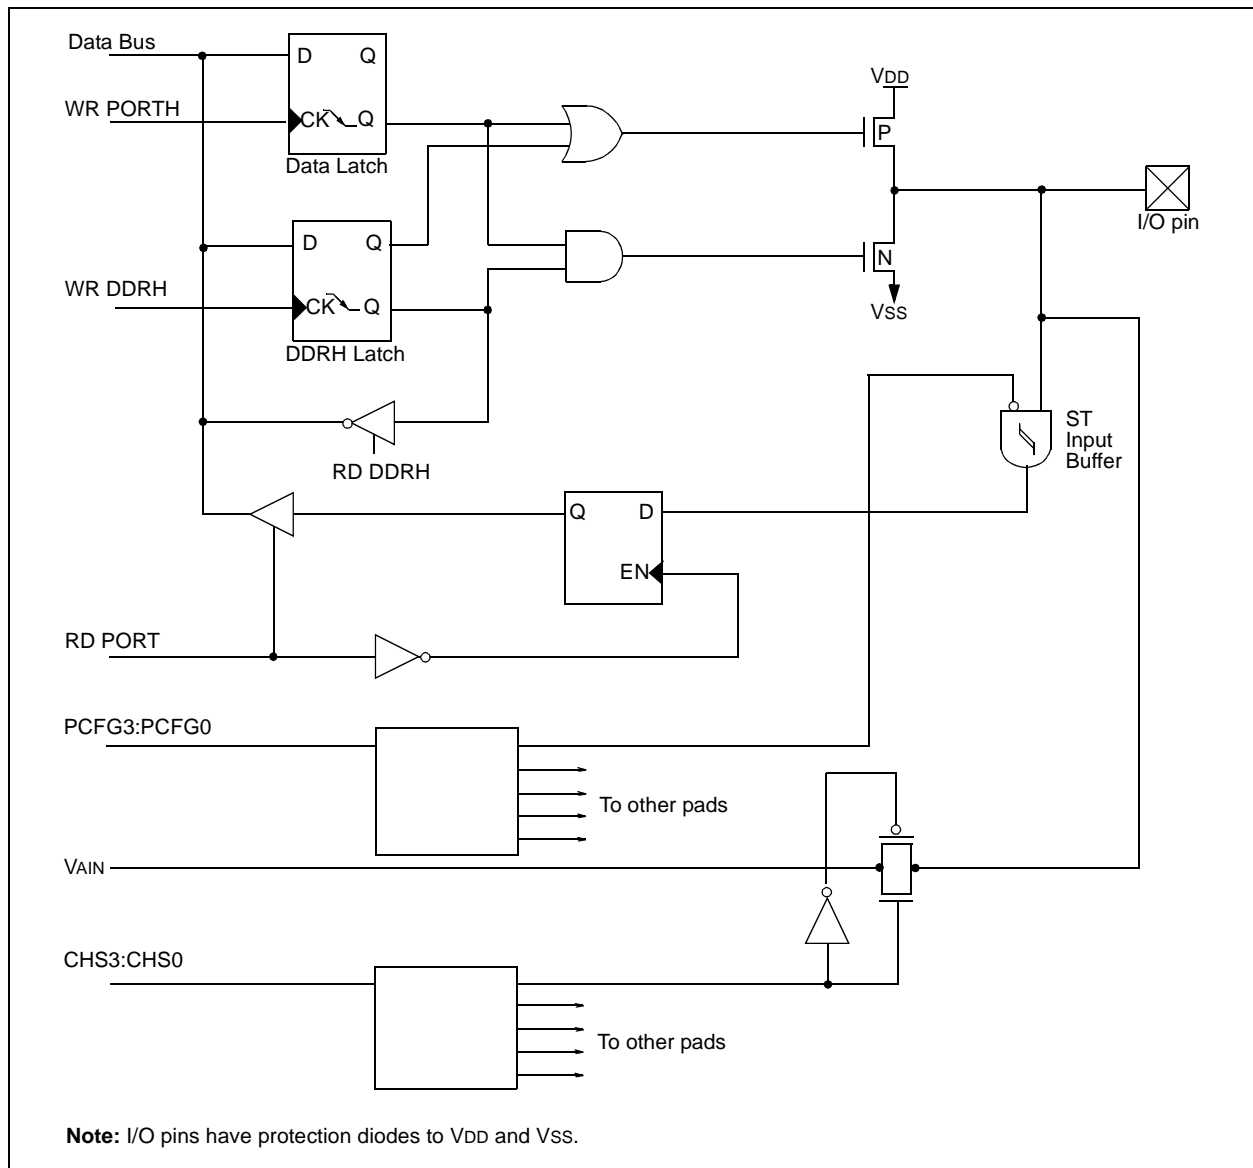 Data Bus
D Q
VDD
WR PORTH
CK Q
P
Data Latch
I/O pin
D Q
N
WR DDRH
CK Q
VSS
DDRH Latch
ST
Input
Buffer
RD DDRH
Q D
EN
RD PORT
PCFG3:PCFG0
To other pads
VAIN
CHS3:CHS0
To other pads
Note: I/O pins have protection diodes to VDD and VSS.